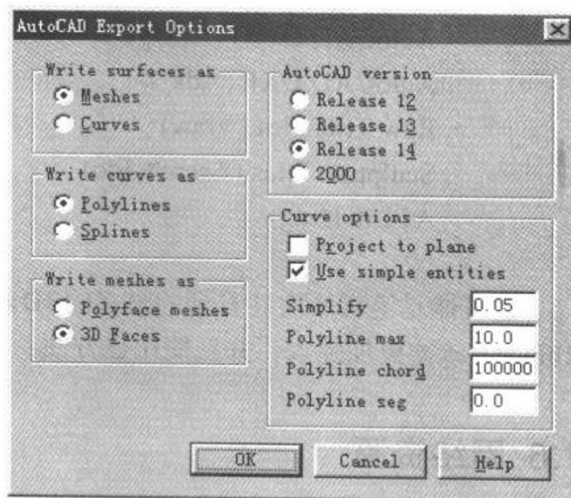 AutoCAD Export Options
Write surfaces as
Meshes
Curves
Write curves as
Polylines
Splines
Write meshes as
Polyface meshes
3D Faces
AutoCAD version
Release 12
Release 13
Release 14
2000
Curve options
Project to plane
Use simple entities
Simplify 0.05
Polyline max 10.0
Polyline chord 100000
Polyline seg 0.0
OK Cancel Help